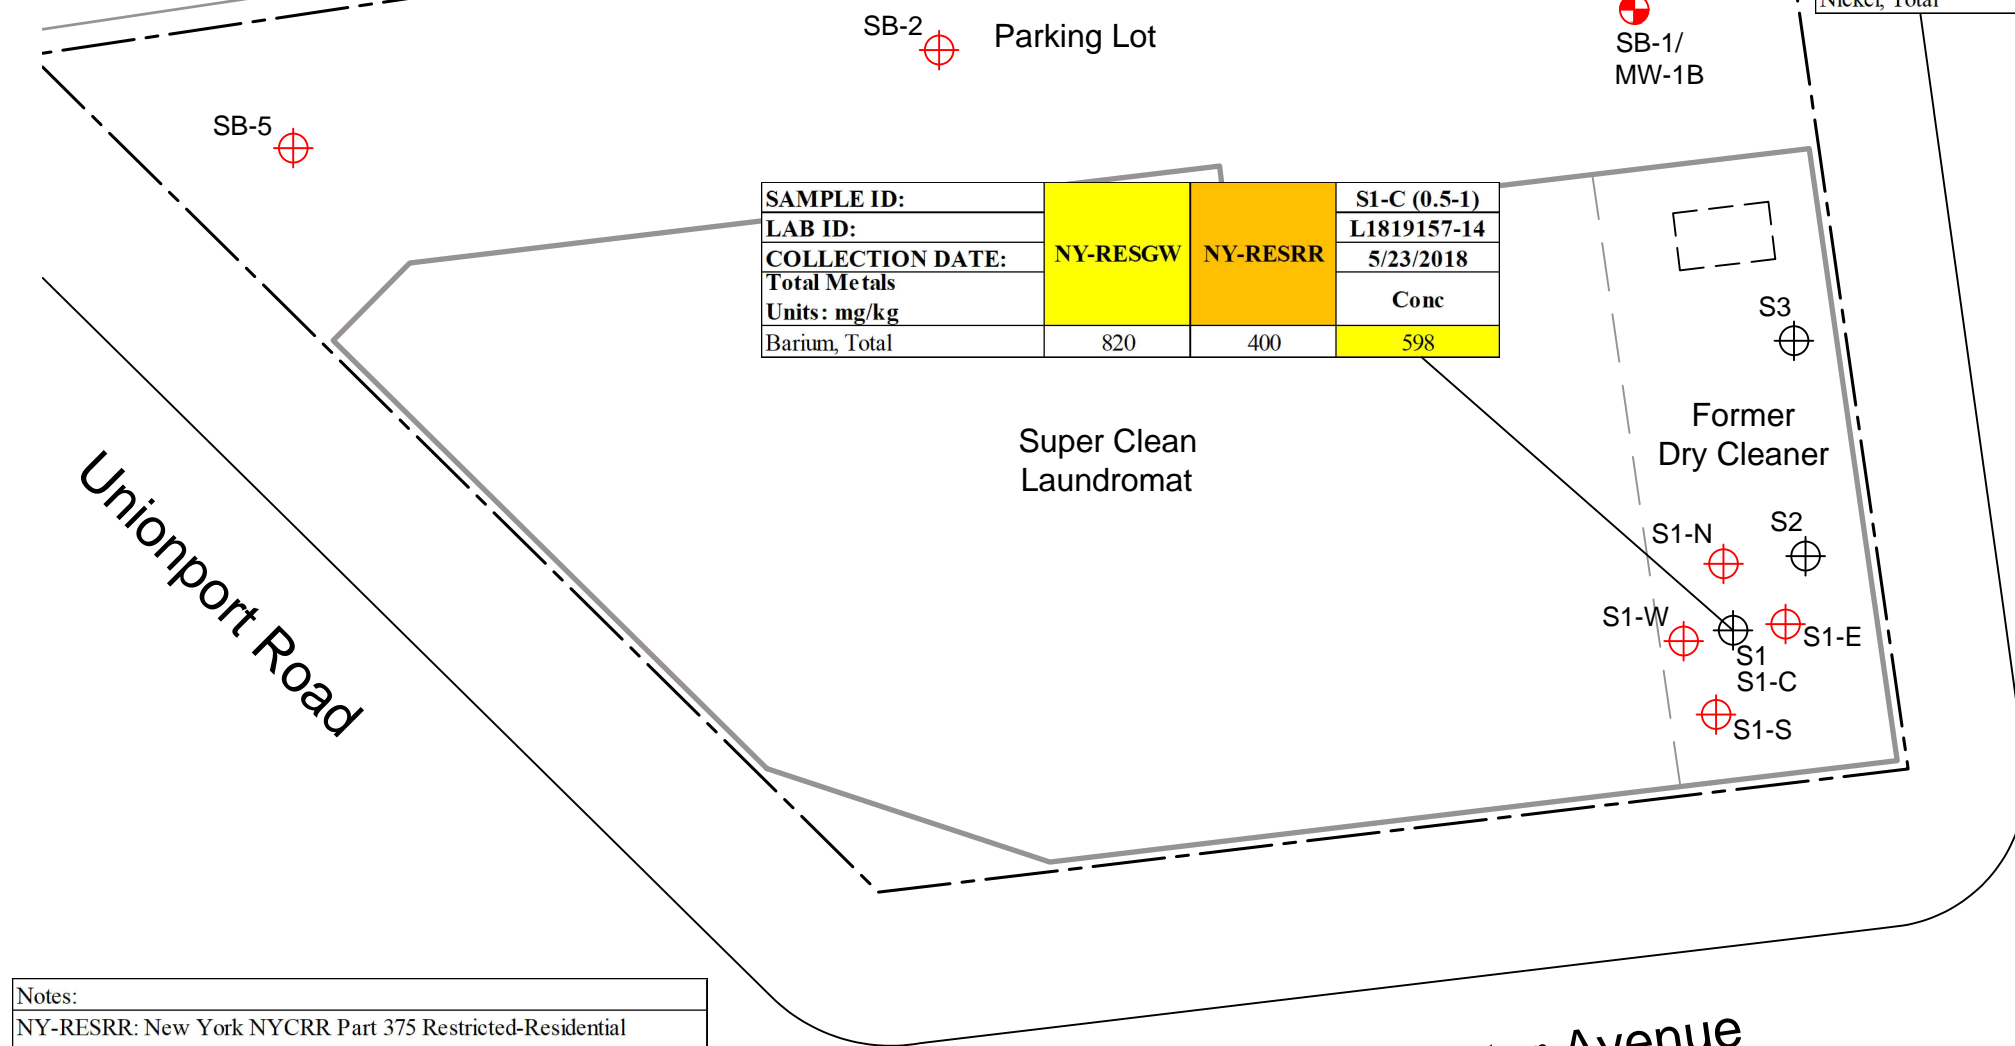 Nickel, Total
SB-2
Parking Lot
SB-1/
MW-1B
SB-5
SAMPLE ID: NY-RESGW NY-RESRR S1-C (0.5-1)
LAB ID: L1819157-14
COLLECTION DATE: 5/23/2018
Total Metals
Units: mg/kg Conc
Barium, Total 820 400 598
S3
Former
Dry Cleaner
Super Clean
Laundromat
Unionport Road
S1-N
S2
S1-W
S1-E
S1
S1-C
S1-S
Notes:
NY-RESRR: New York NYCRR Part 375 Restricted-Residential
Avenue